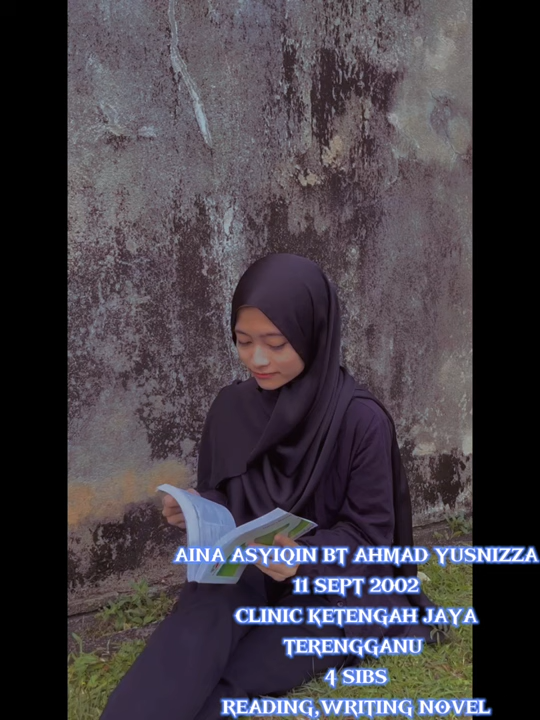 AINA ASYIQIN BT AHMAD YUSNIZZA
11 SEPT 2002
CLINIC KETENGAH JAYA
TERENGGANU
4 SIBS
READING,WRITING NOVEL